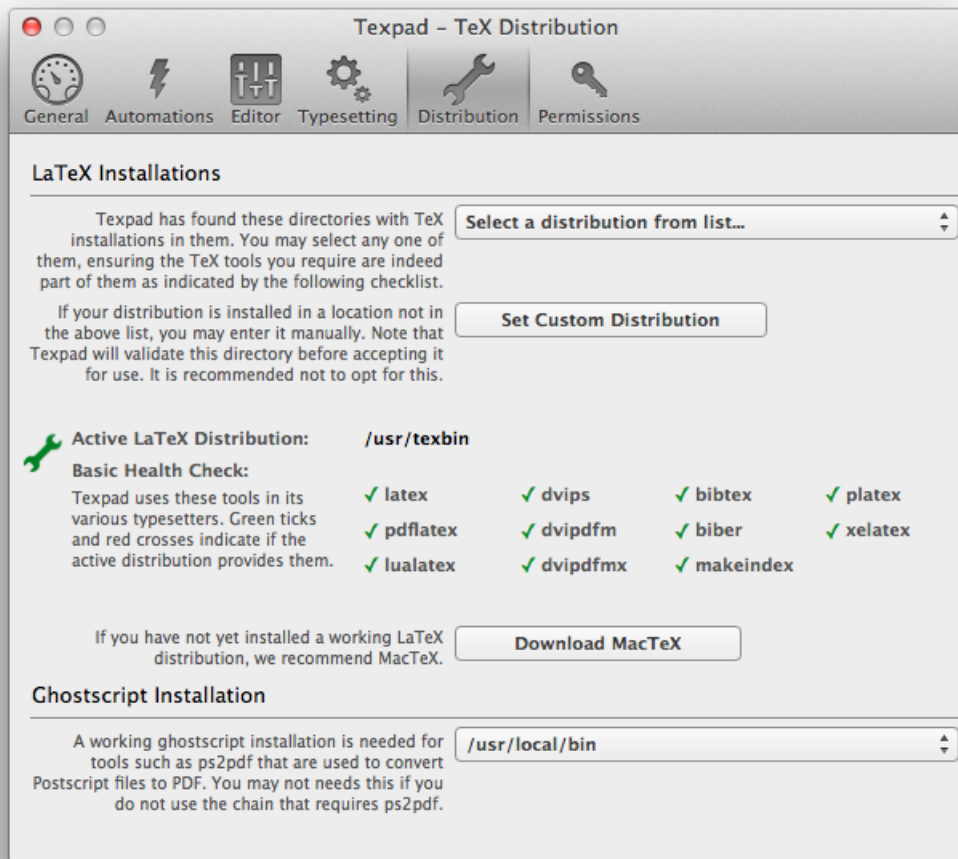 Texpad – TeX Distribution
General Automations Editor Typesetting Distribution Permissions
LaTeX Installations
Texpad has found these directories with TeX
installations in them. You may select any one of
them, ensuring the TeX tools you require are indeed
part of them as indicated by the following checklist.
Select a distribution from list...
If your distribution is installed in a location not in
the above list, you may enter it manually. Note that
Texpad will validate this directory before accepting it
for use. It is recommended not to opt for this.
Set Custom Distribution
Active LaTeX Distribution: /usr/texbin
Basic Health Check:
Texpad uses these tools in its
various typesetters. Green ticks
and red crosses indicate if the
active distribution provides them.
✓ latex ✓ dvips ✓ bibtex ✓ platex
✓ pdflatex ✓ dvipdfm ✓ biber ✓ xelatex
✓ lualatex ✓ dvipdfmx ✓ makeindex
If you have not yet installed a working LaTeX
distribution, we recommend MacTeX.
Download MacTeX
Ghostscript Installation
A working ghostscript installation is needed for
tools such as ps2pdf that are used to convert
Postscript files to PDF. You may not needs this if you
do not use the chain that requires ps2pdf.
/usr/local/bin